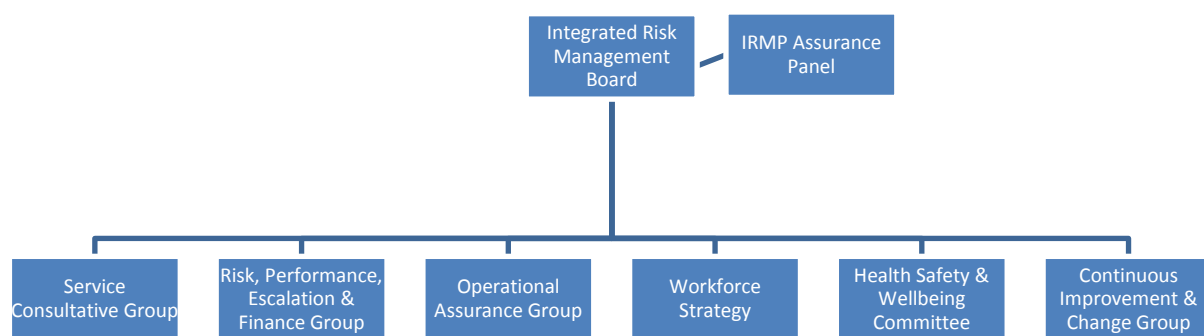 Integrated Risk
Management
Board
IRMP Assurance
Panel
Service
Consultative Group
Risk, Performance,
Escalation &
Finance Group
Operational
Assurance Group
Workforce
Strategy
Health Safety &
Wellbeing
Committee
Continuous
Improvement &
Change Group